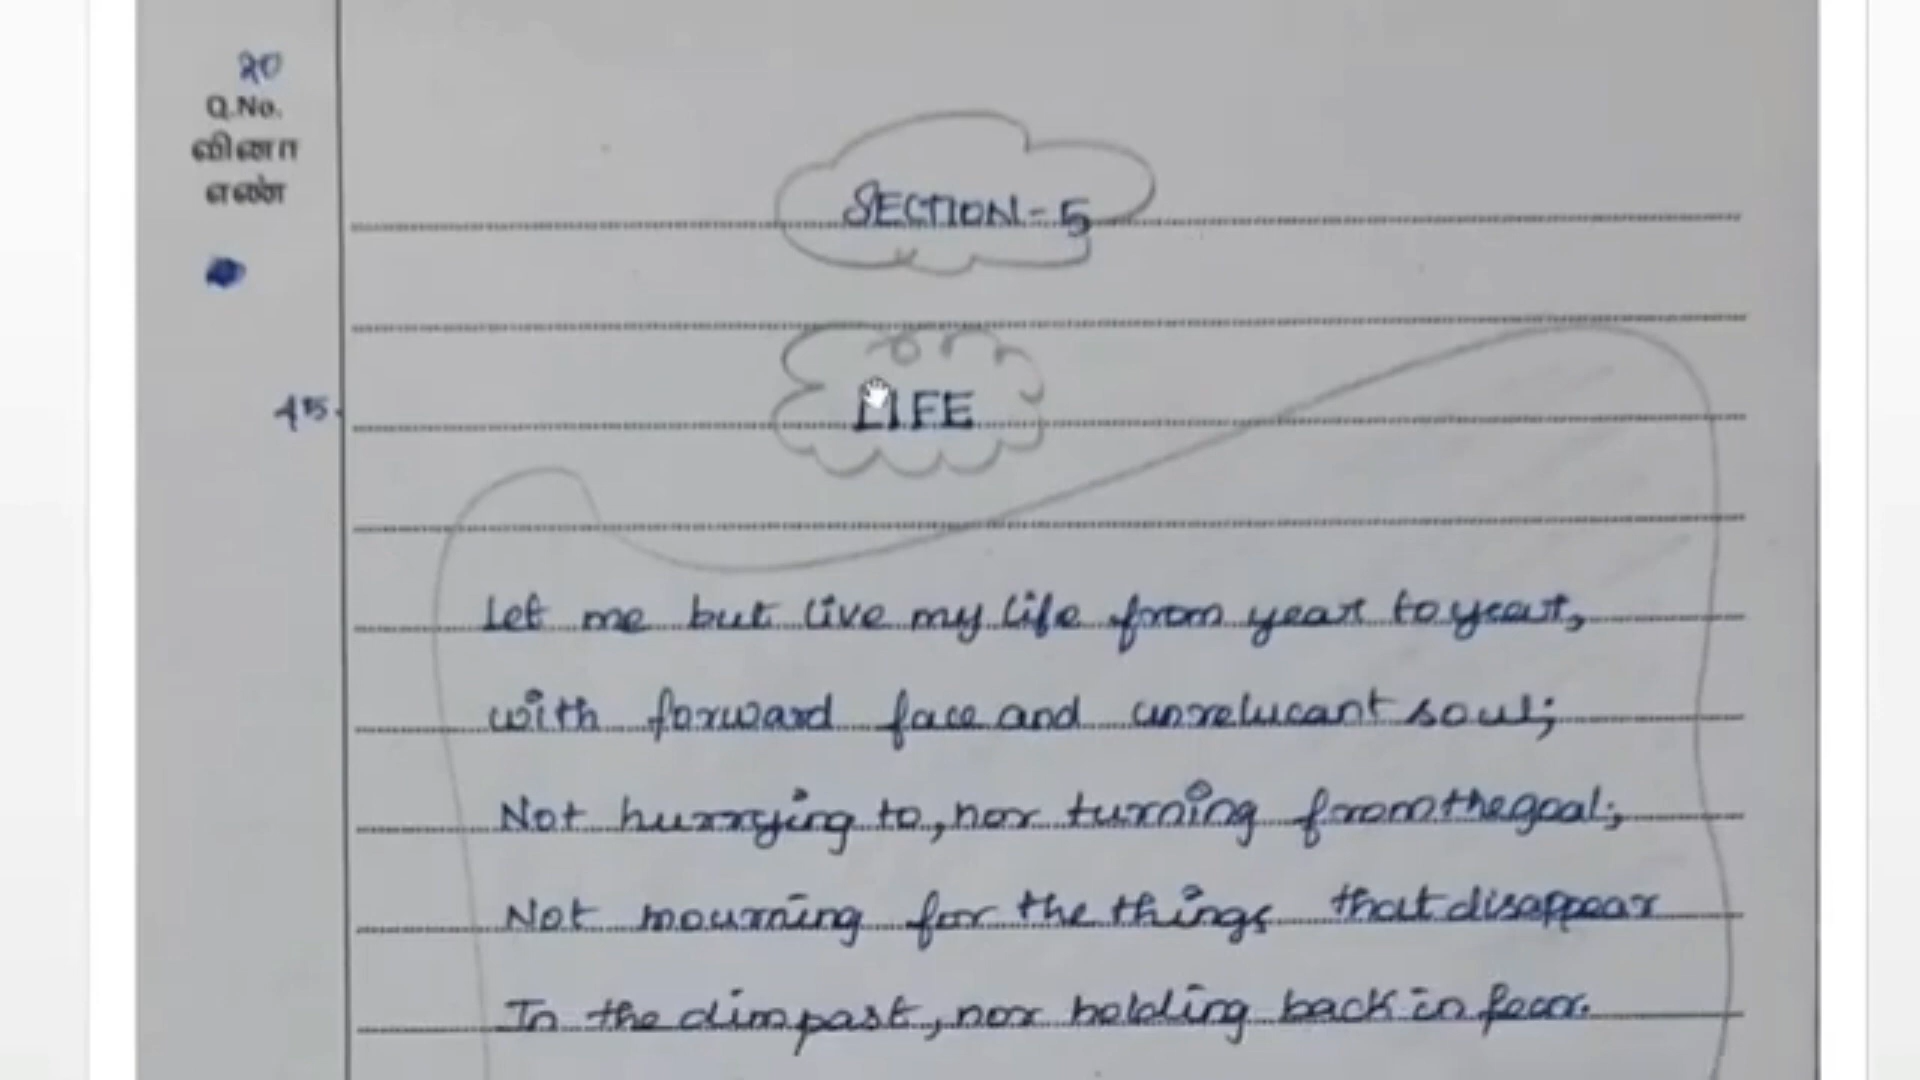 20
Q.No.
வினா
எண்
SECTION-5
45.
LIFE
Let me but live my life from year to year,
with forward face and unrelucant soul;
Not hurrying to, nor turning from the goal;
Not mourning for the things that disappear
In the dim past, nor holding back in fear.